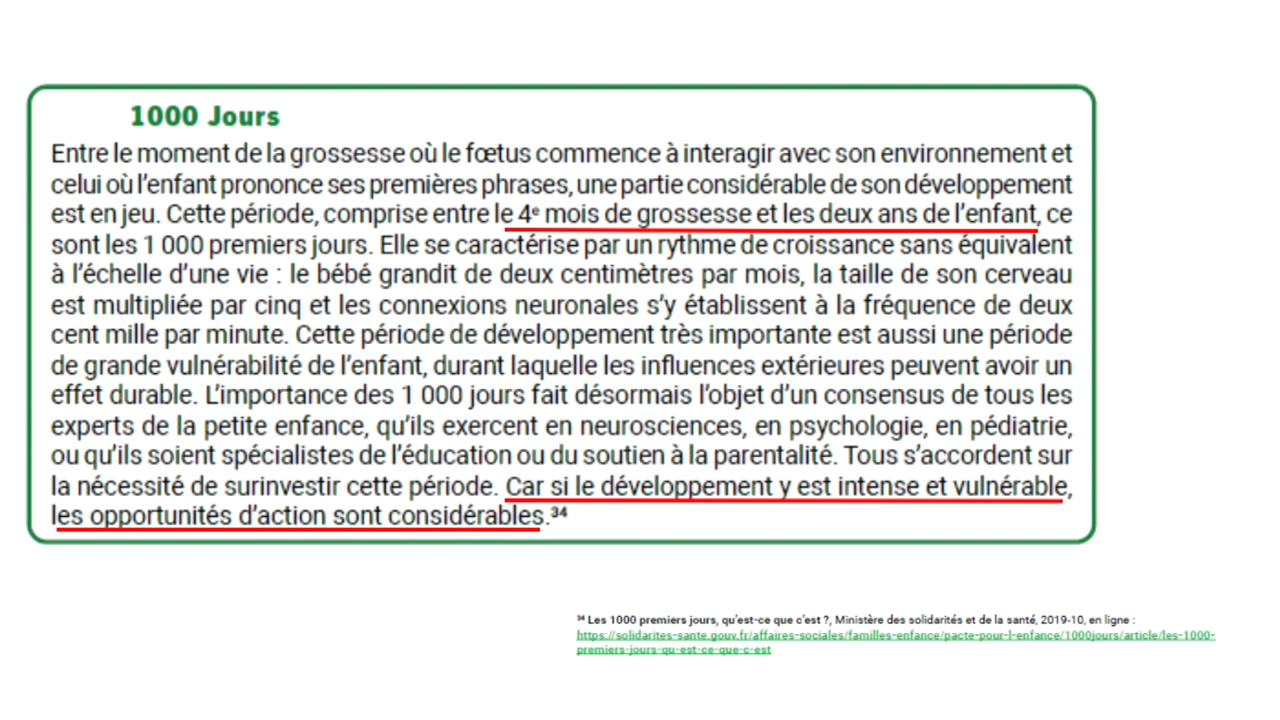 1000 Jours
Entre le moment de la grossesse où le fœtus commence à interagir avec son environnement et
celui où l’enfant prononce ses premières phrases, une partie considérable de son développement
est en jeu. Cette période, comprise entre le 4ᵉ mois de grossesse et les deux ans de l’enfant, ce
sont les 1 000 premiers jours. Elle se caractérise par un rythme de croissance sans équivalent
à l’échelle d’une vie : le bébé grandit de deux centimètres par mois, la taille de son cerveau
est multipliée par cinq et les connexions neuronales s’y établissent à la fréquence de deux
cent mille par minute. Cette période de développement très importante est aussi une période
de grande vulnérabilité de l’enfant, durant laquelle les influences extérieures peuvent avoir un
effet durable. L’importance des 1 000 jours fait désormais l’objet d’un consensus de tous les
experts de la petite enfance, qu’ils exercent en neurosciences, en psychologie, en pédiatrie,
ou qu’ils soient spécialistes de l’éducation ou du soutien à la parentalité. Tous s’accordent sur
la nécessité de surinvestir cette période. Car si le développement y est intense et vulnérable,
les opportunités d’action sont considérables.³⁴
³⁴ Les 1000 premiers jours, qu’est-ce que c’est ?, Ministère des solidarités et de la santé, 2019-10, en ligne :
https://solidarites-sante.gouv.fr/affaires-sociales/familles-enfance/pacte-pour-l-enfance/1000jours/article/les-1000-
premiers-jours-qu-est-ce-que-c-est